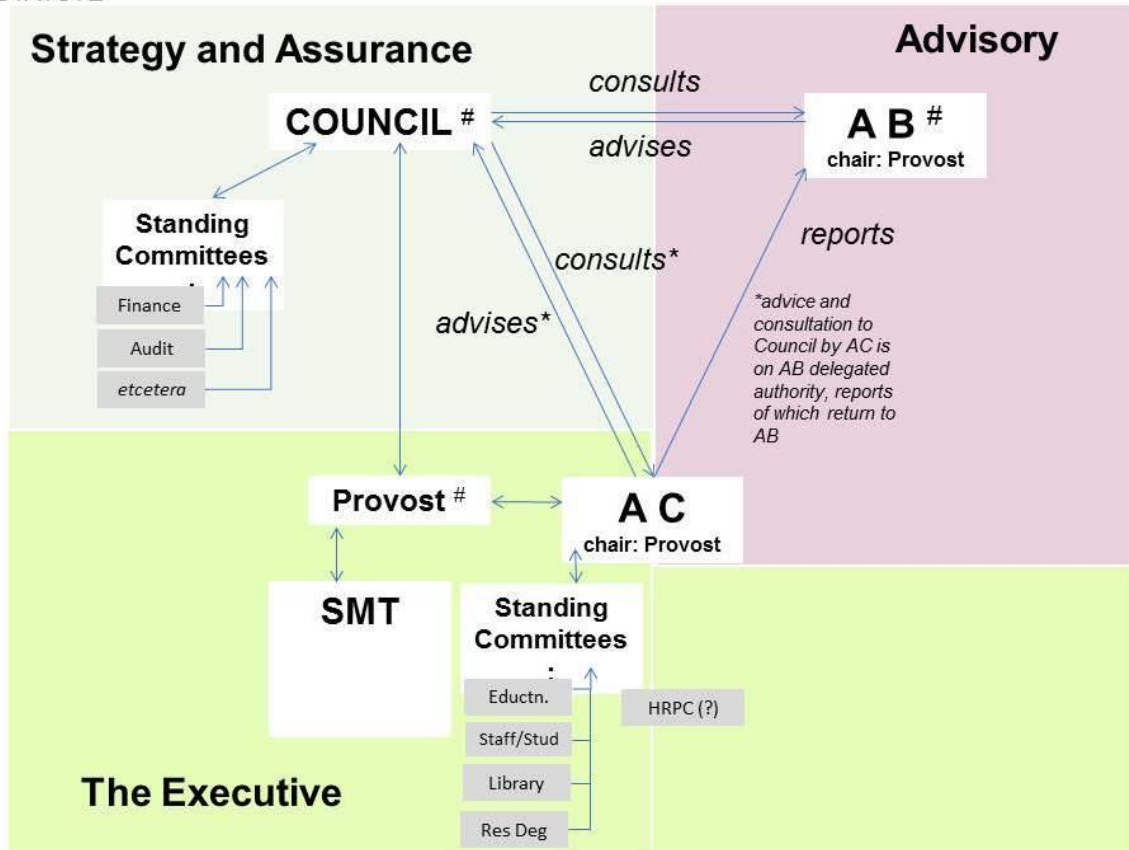 Strategy and Assurance
Advisory
COUNCIL #
consults
advises
A B #
chair: Provost
Standing
Committees
:
Finance
Audit
etcetera
reports
consults*
advises*
*advice and
consultation to
Council by AC is
on AB delegated
authority, reports
of which return to
AB
Provost #
A C
chair: Provost
SMT
Standing
Committees
:
Eductn.
HRPC (?)
Staff/Stud
Library
Res Deg
The Executive